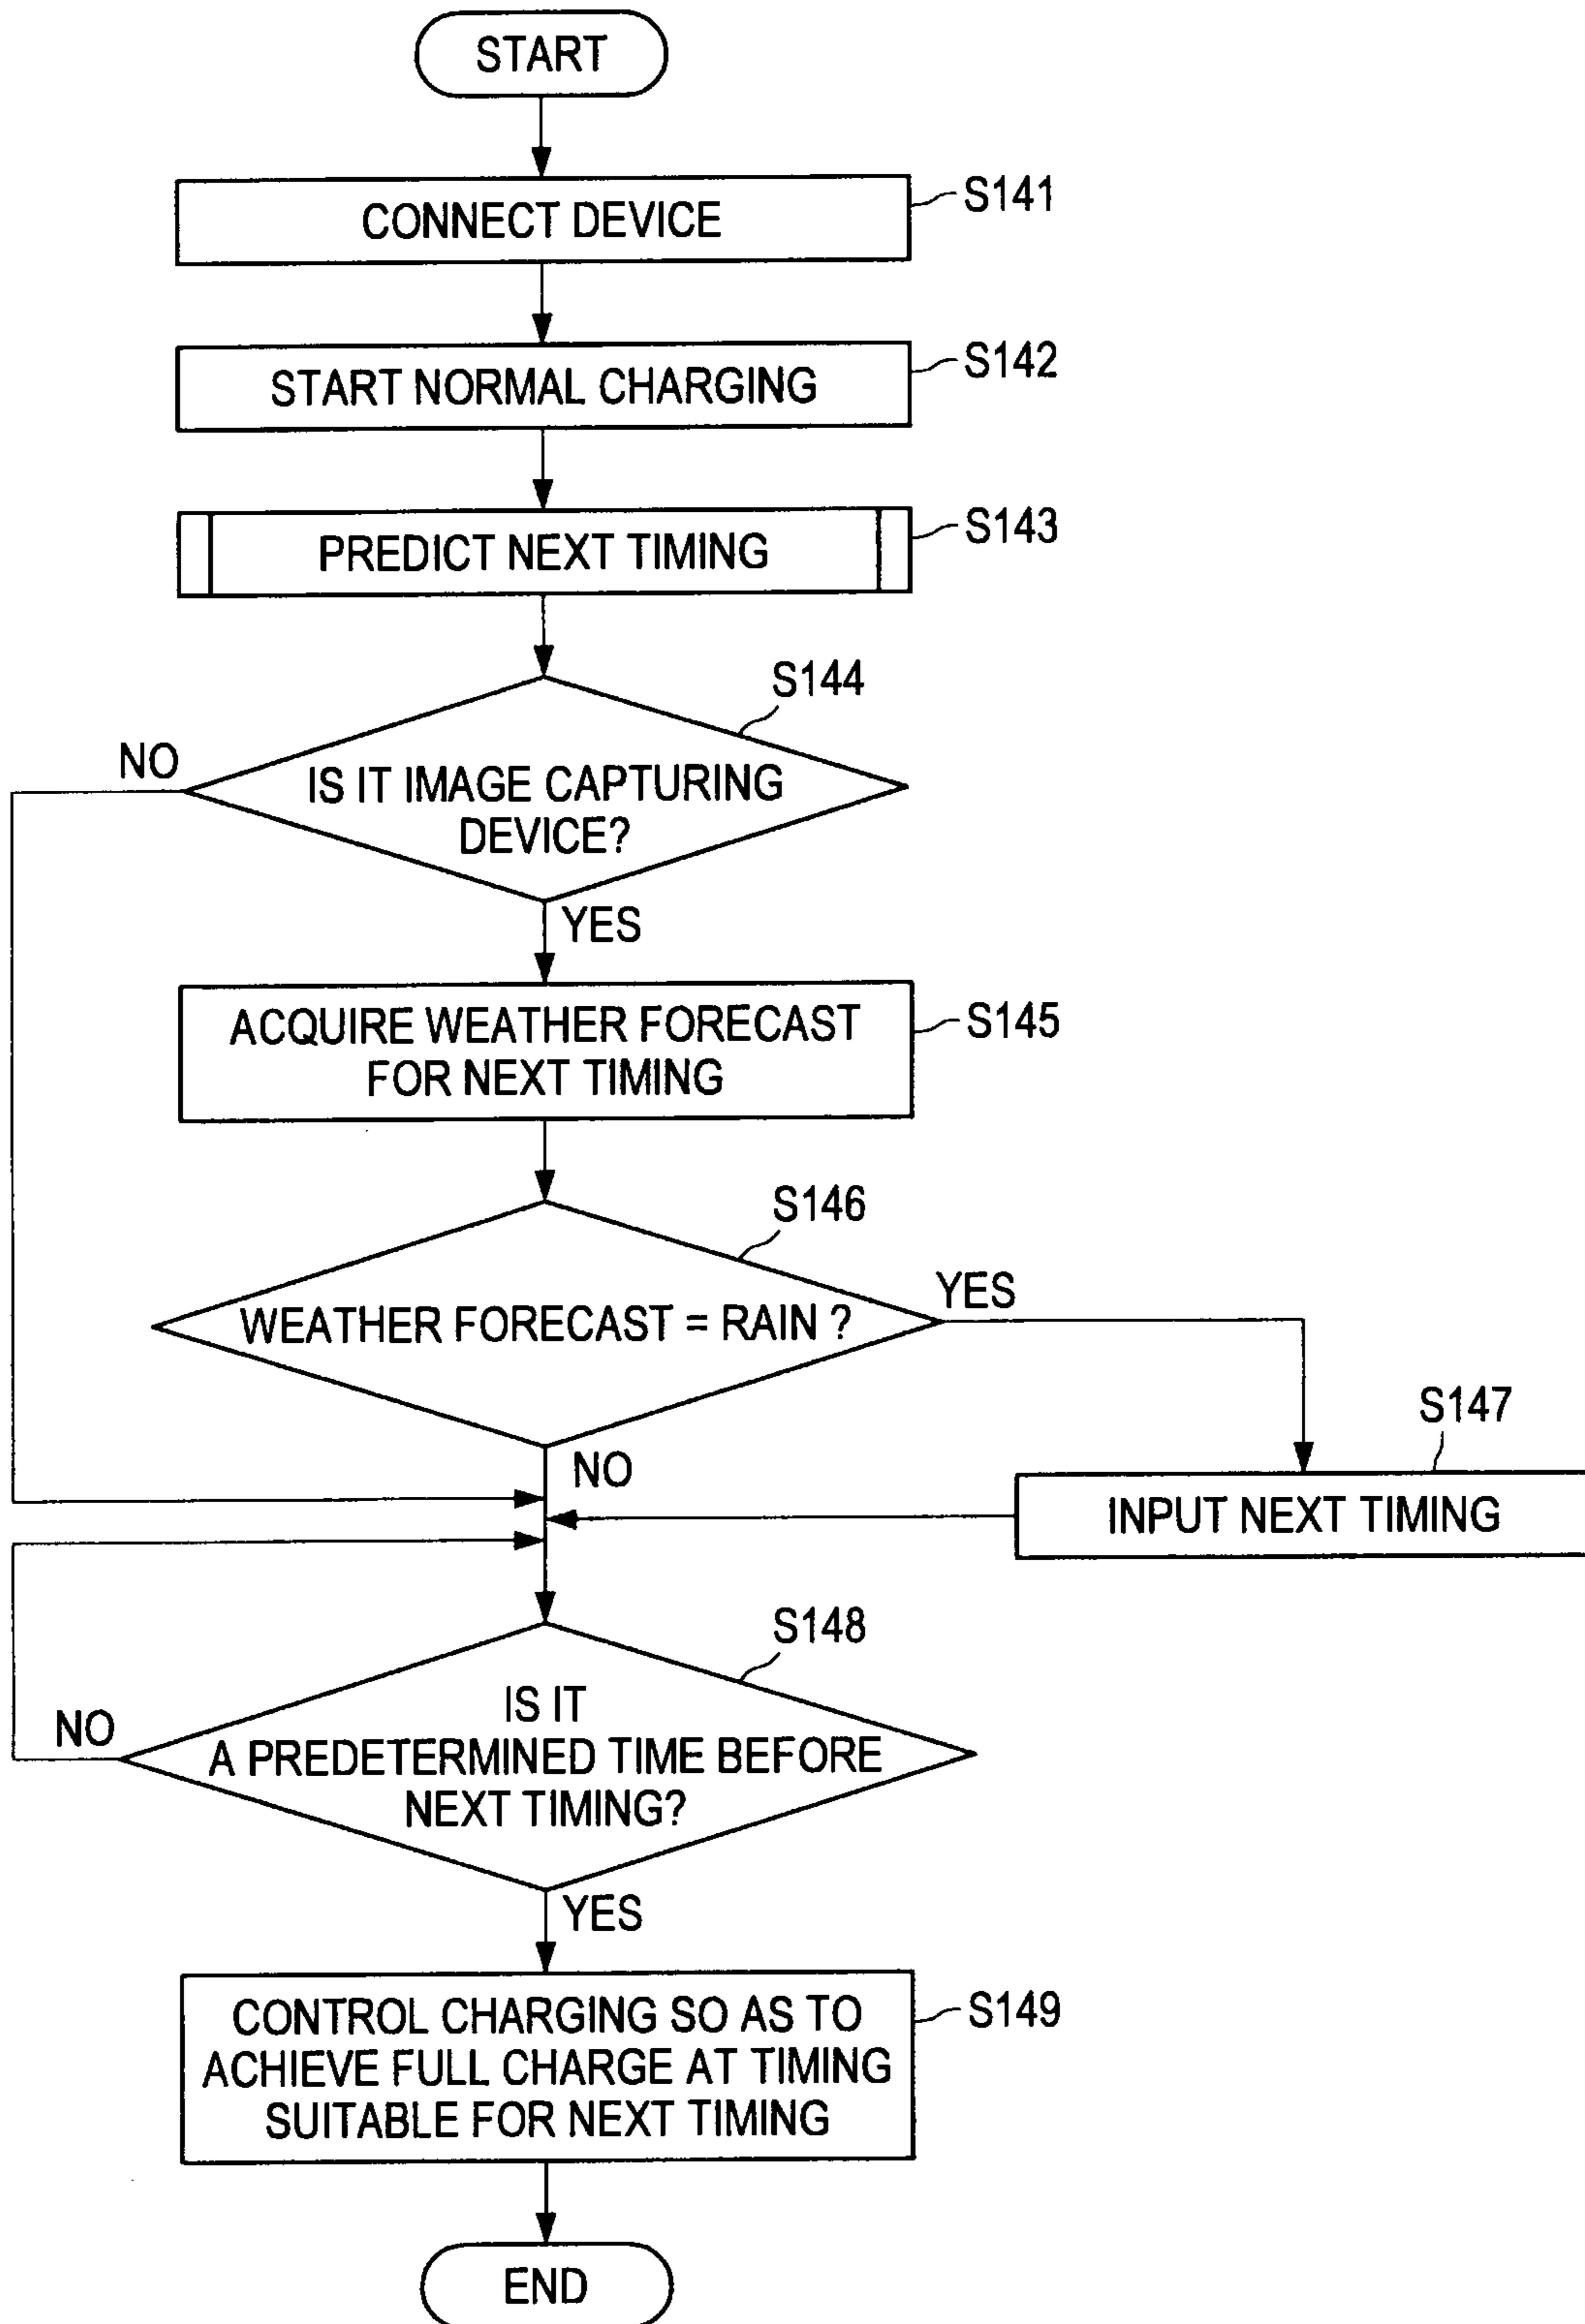 START
CONNECT DEVICE
S141
START NORMAL CHARGING
S142
PREDICT NEXT TIMING
S143
S144
NO
IS IT IMAGE CAPTURING
DEVICE?
YES
ACQUIRE WEATHER FORECAST
FOR NEXT TIMING
S145
S146
YES
WEATHER FORECAST = RAIN ?
S147
NO
INPUT NEXT TIMING
S148
IS IT
NO
A PREDETERMINED TIME BEFORE
NEXT TIMING?
YES
CONTROL CHARGING SO AS TO
ACHIEVE FULL CHARGE AT TIMING
SUITABLE FOR NEXT TIMING
S149
END